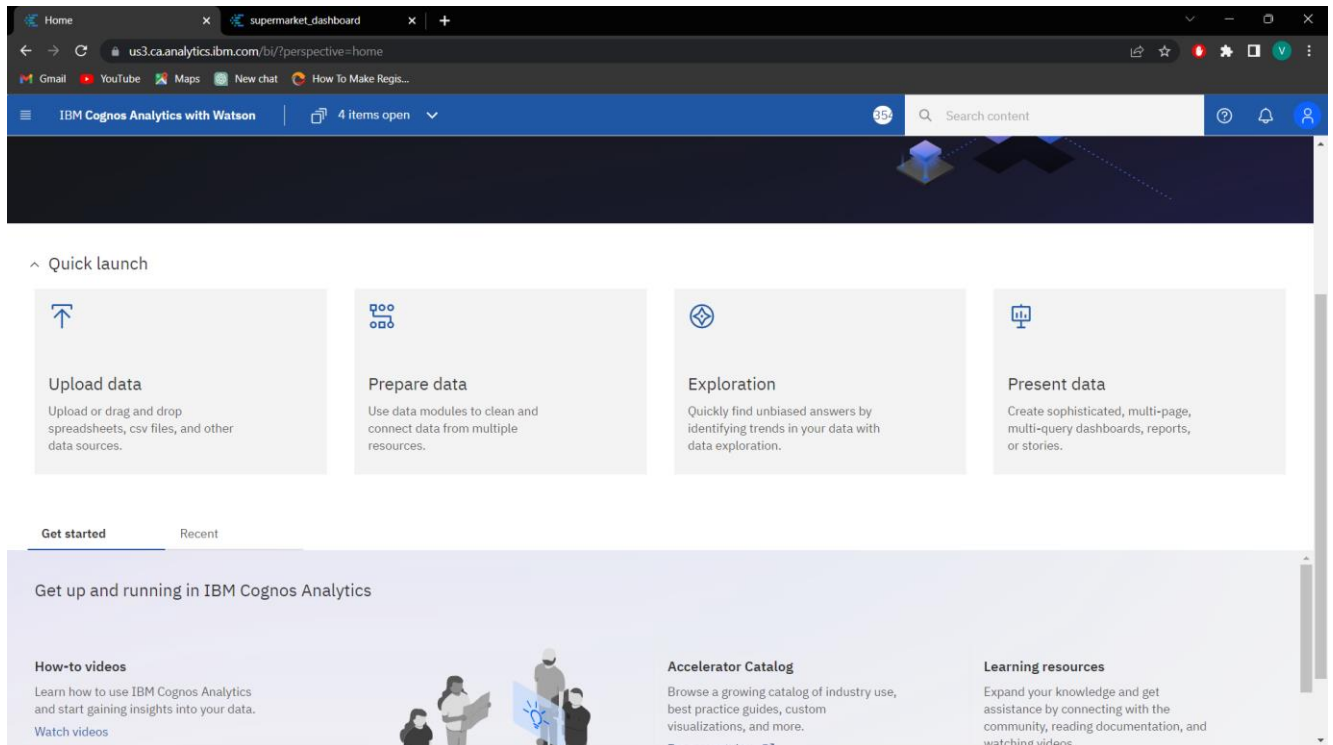 Home
supermarket_dashboard
us3.ca.analytics.ibm.com/bi/?perspective=home
V
Gmail
YouTube
Maps
New chat
How To Make Regis...
IBM Cognos Analytics with Watson
4 items open
354
Search content
Quick launch
Upload data
Upload or drag and drop
spreadsheets, csv files, and other
data sources.
Prepare data
Use data modules to clean and
connect data from multiple
resources.
Exploration
Quickly find unbiased answers by
identifying trends in your data with
data exploration.
Present data
Create sophisticated, multi-page,
multi-query dashboards, reports,
or stories.
Get started
Recent
Get up and running in IBM Cognos Analytics
How-to videos
Learn how to use IBM Cognos Analytics
and start gaining insights into your data.
Watch videos
Accelerator Catalog
Browse a growing catalog of industry use,
best practice guides, custom
visualizations, and more.
Learning resources
Expand your knowledge and get
assistance by connecting with the
community, reading documentation, and
watching videos.